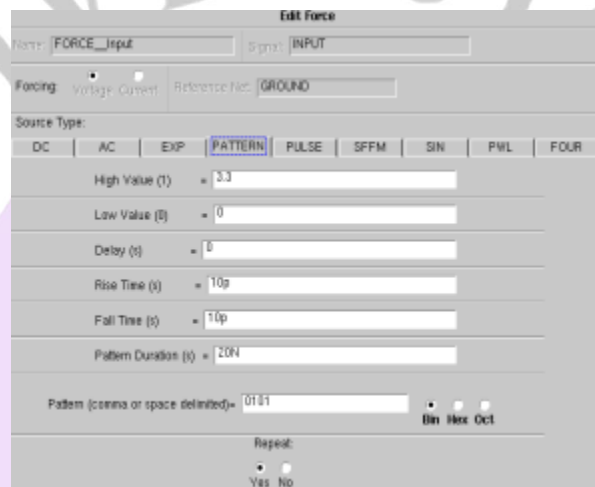 Edit Force
Name: FORCE__Input Signal: INPUT
Forcing: Voltage Current Reference Net: GROUND
Source Type:
DC AC EXP PATTERN PULSE SFFM SIN PWL FOUR
High Value (1) = 3.3
Low Value (0) = 0
Delay (s) = 0
Rise Time (s) = 10p
Fall Time (s) = 10p
Pattern Duration (s) = 20N
Pattern (comma or space delimited)= 0101
Bin Hex Oct
Repeat:
Yes No